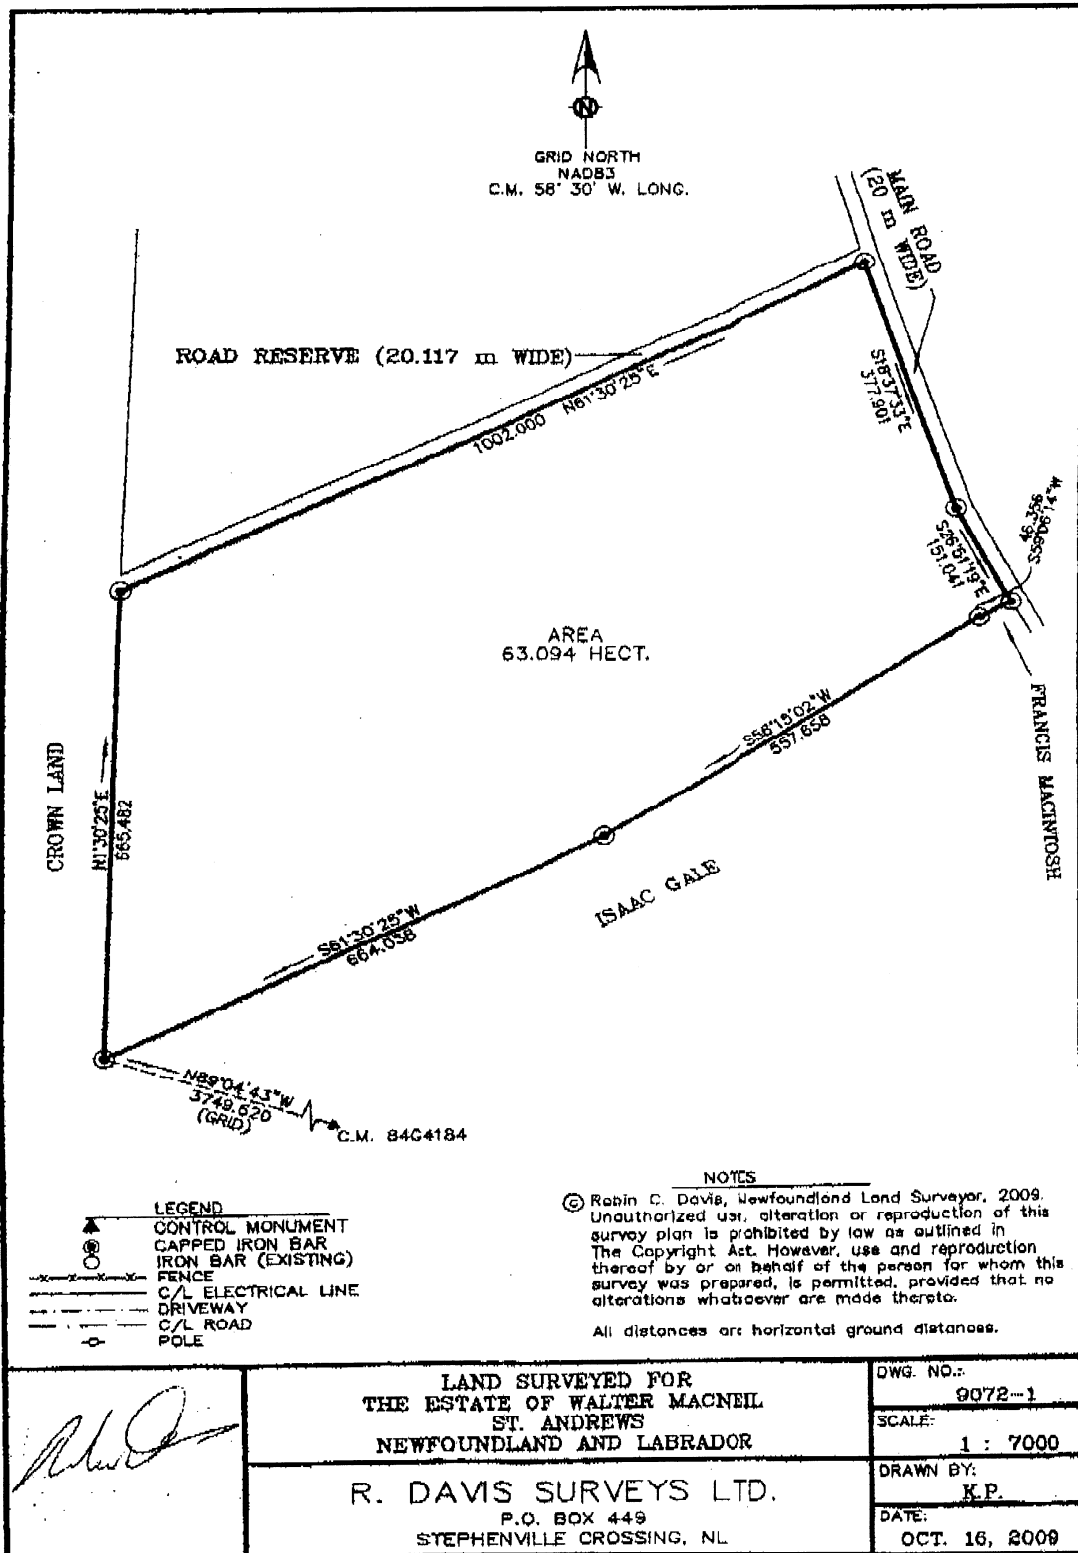 N
GRID NORTH
NAD83
C.M. 58° 30' W. LONG.
MAIN ROAD
(20 m WIDE)
ROAD RESERVE (20.117 m WIDE)
N61°30'25"E
1002.000
S18°37'33"E
377.901
46.356
S59°06'14"W
S26°51'19"E
151.041
AREA
63.094 HECT.
FRANCIS MACINTOSH
S58°15'02"W
557.658
CROWN LAND
N1°30'25"E
665.482
ISAAC GALE
S61°30'25"W
664.038
N89°04'43"W
3749.620
(GRID)
C.M. 84G4184
LEGEND
CONTROL MONUMENT
CAPPED IRON BAR
IRON BAR (EXISTING)
FENCE
C/L ELECTRICAL LINE
DRIVEWAY
C/L ROAD
POLE
NOTES
© Robin C. Davis, Newfoundland Land Surveyor, 2009.
Unauthorized use, alteration or reproduction of this
survey plan is prohibited by law as outlined in
The Copyright Act. However, use and reproduction
thereof by or on behalf of the person for whom this
survey was prepared, is permitted, provided that no
alterations whatsoever are made thereto.
All distances are horizontal ground distances.
LAND SURVEYED FOR
THE ESTATE OF WALTER MACNEIL
ST. ANDREWS
NEWFOUNDLAND AND LABRADOR
R. DAVIS SURVEYS LTD.
P.O. BOX 449
STEPHENVILLE CROSSING, NL
DWG. NO.:
9072-1
SCALE:
1 : 7000
DRAWN BY:
K.P.
DATE:
OCT. 16, 2009